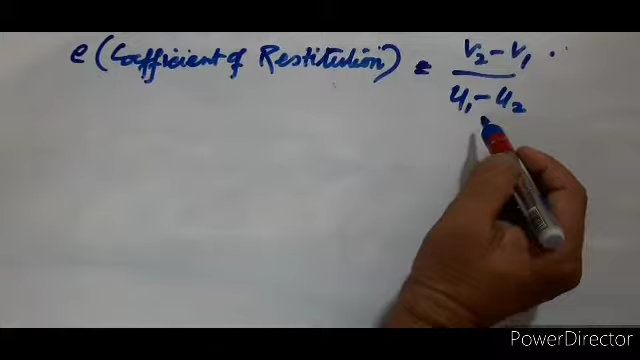 e (Coefficient of Restitution) = V₂ - V₁ / u₁ - u₂
PowerDirector